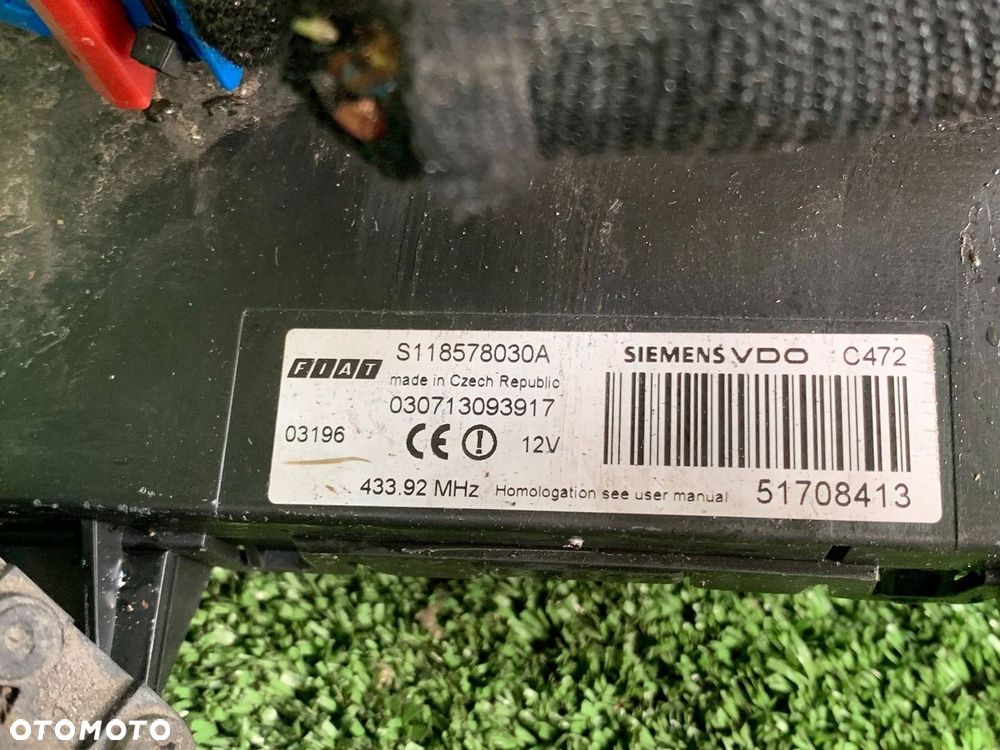 FIAT
S118578030A
made in Czech Republic
030713093917
03196
CE
12V
433.92 MHz Homologation see user manual
SIEMENS VDO C472
51708413
OTOMOTO